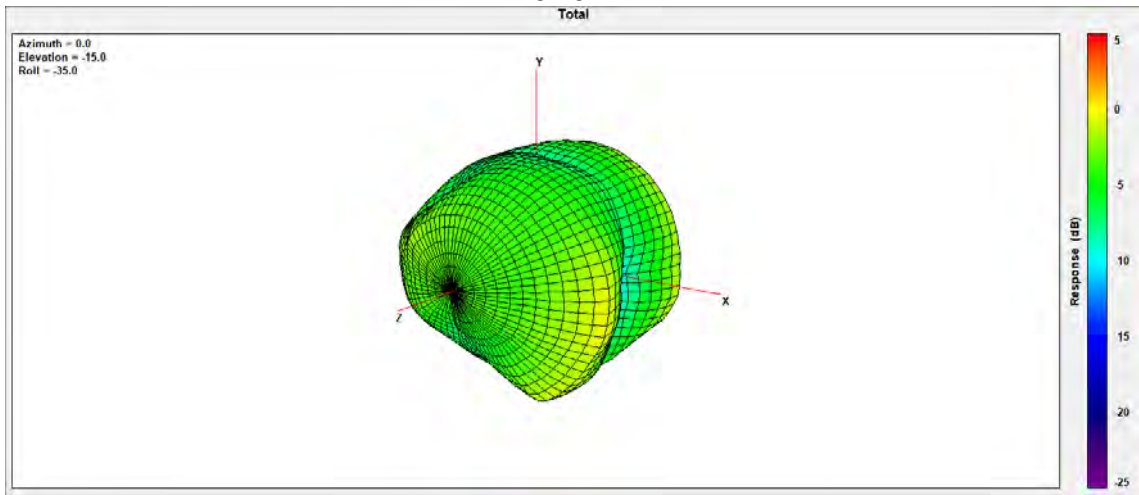 Total
Azimuth = 0.0
Elevation = -15.0
Roll = -35.0
Y
X
Z
5
0
-5
10
-15
-20
-25
Response (dB)